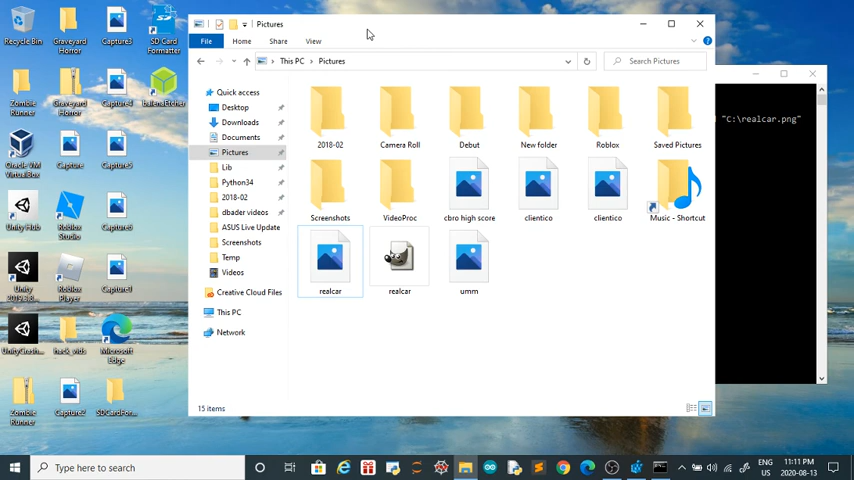 Recycle Bin
Graveyard
Horror
Capture3
SD Card
Formatter
Zombie
Runner
Graveyard
Horror
Capture4
balenaEtcher
Oracle VM
VirtualBox
Capture
Capture5
Unity Hub
Roblox
Studio
Capture6
Unity
Roblox
Player
Capture1
UnityCrash...
hack_vids
Microsoft
Edge
Zombie
Runner
Capture2
SDCardFor...
Pictures
File
Home
Share
View
This PC
Pictures
Search Pictures
Quick access
Desktop
Downloads
Documents
Pictures
Lib
Python34
2018-02
dbader videos
ASUS Live Update
Screenshots
Temp
Videos
Creative Cloud Files
This PC
Network
2018-02
Camera Roll
Debut
New folder
Roblox
Saved Pictures
Screenshots
VideoProc
cbro high score
clientico
clientico
Music - Shortcut
realcar
realcar
umm
15 items
"C:\realcar.png"
Type here to search
ENG
US
11:11 PM
2020-08-13